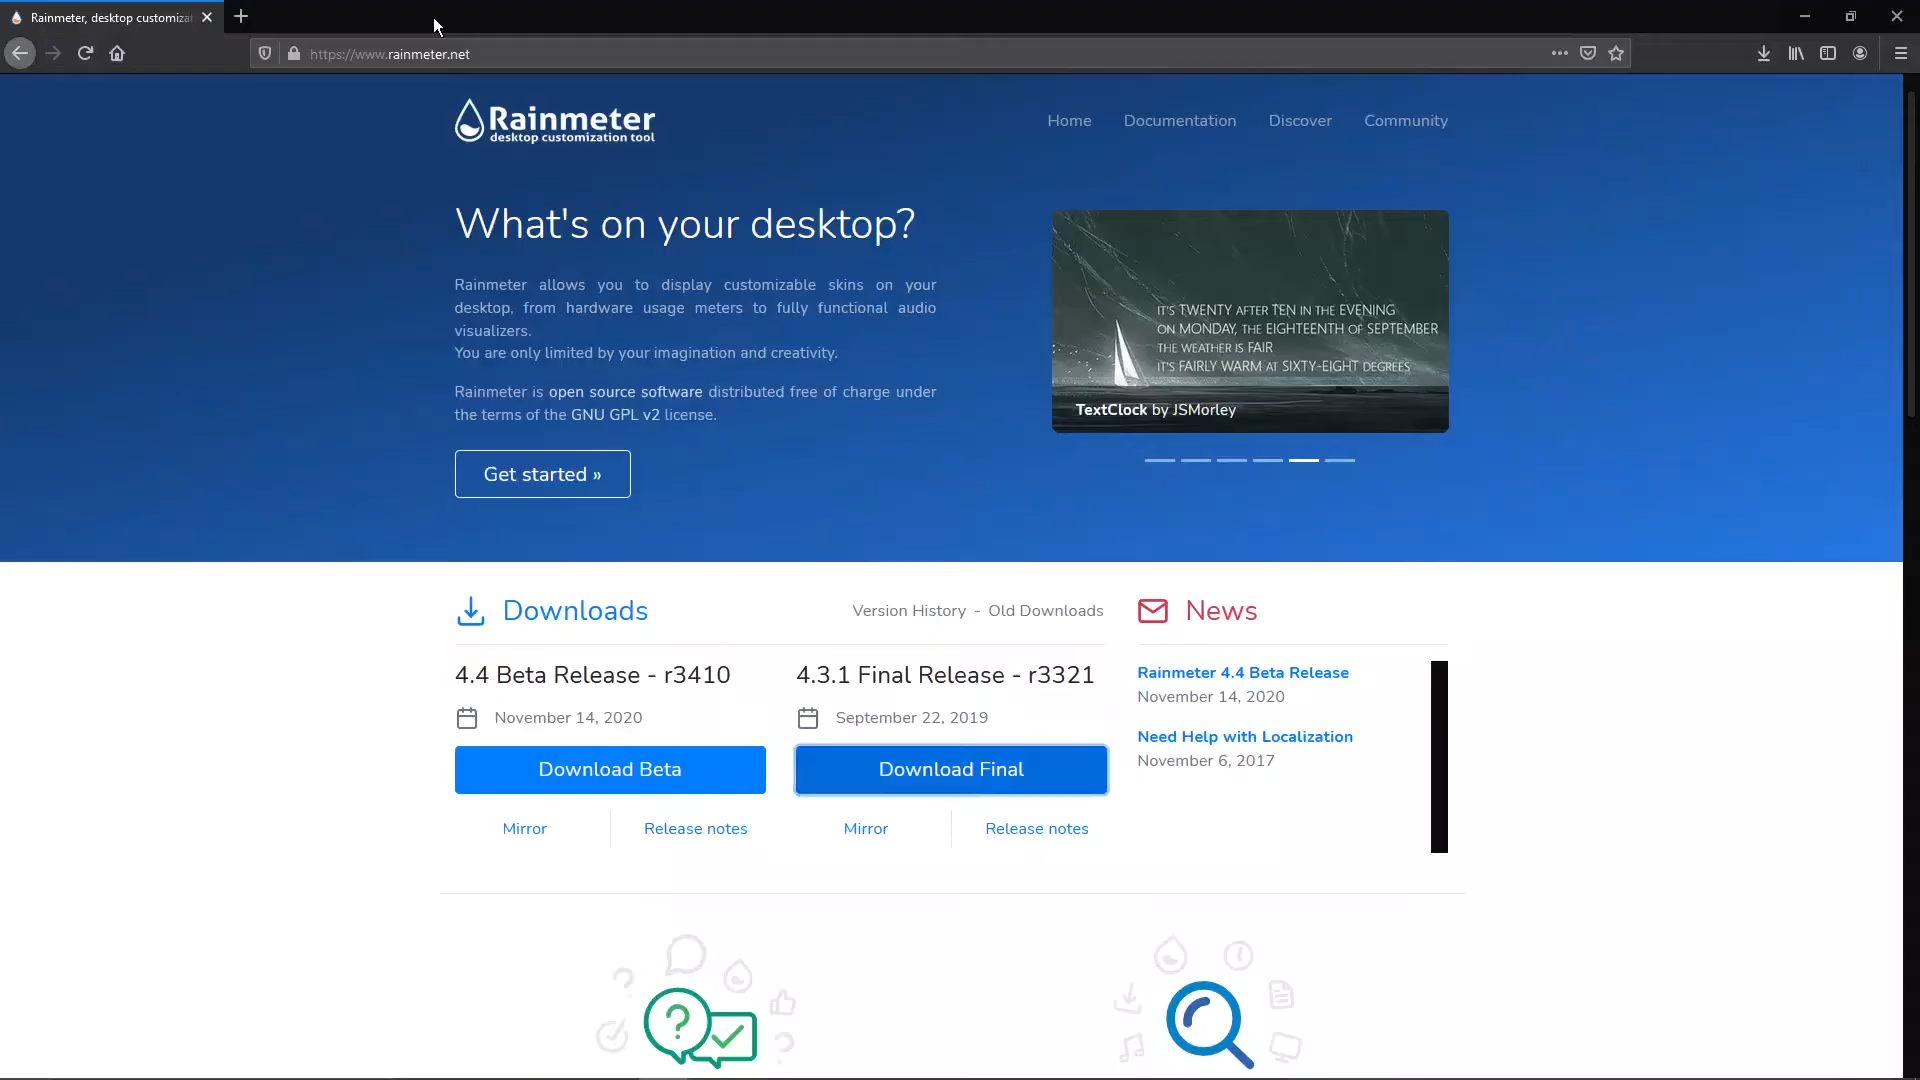 Rainmeter, desktop customizat
https://www.rainmeter.net
Rainmeter
desktop customization tool
Home
Documentation
Discover
Community
What's on your desktop?
Rainmeter allows you to display customizable skins on your
desktop, from hardware usage meters to fully functional audio
visualizers.
You are only limited by your imagination and creativity.
Rainmeter is open source software distributed free of charge under
the terms of the GNU GPL v2 license.
Get started »
IT'S TWENTY AFTER TEN IN THE EVENING
ON MONDAY, THE EIGHTEENTH OF SEPTEMBER
THE WEATHER IS FAIR
IT'S FAIRLY WARM AT SIXTY-EIGHT DEGREES
TextClock by JSMorley
Downloads
Version History - Old Downloads
4.4 Beta Release - r3410
November 14, 2020
Download Beta
Mirror
Release notes
4.3.1 Final Release - r3321
September 22, 2019
Download Final
Mirror
Release notes
News
Rainmeter 4.4 Beta Release
November 14, 2020
Need Help with Localization
November 6, 2017